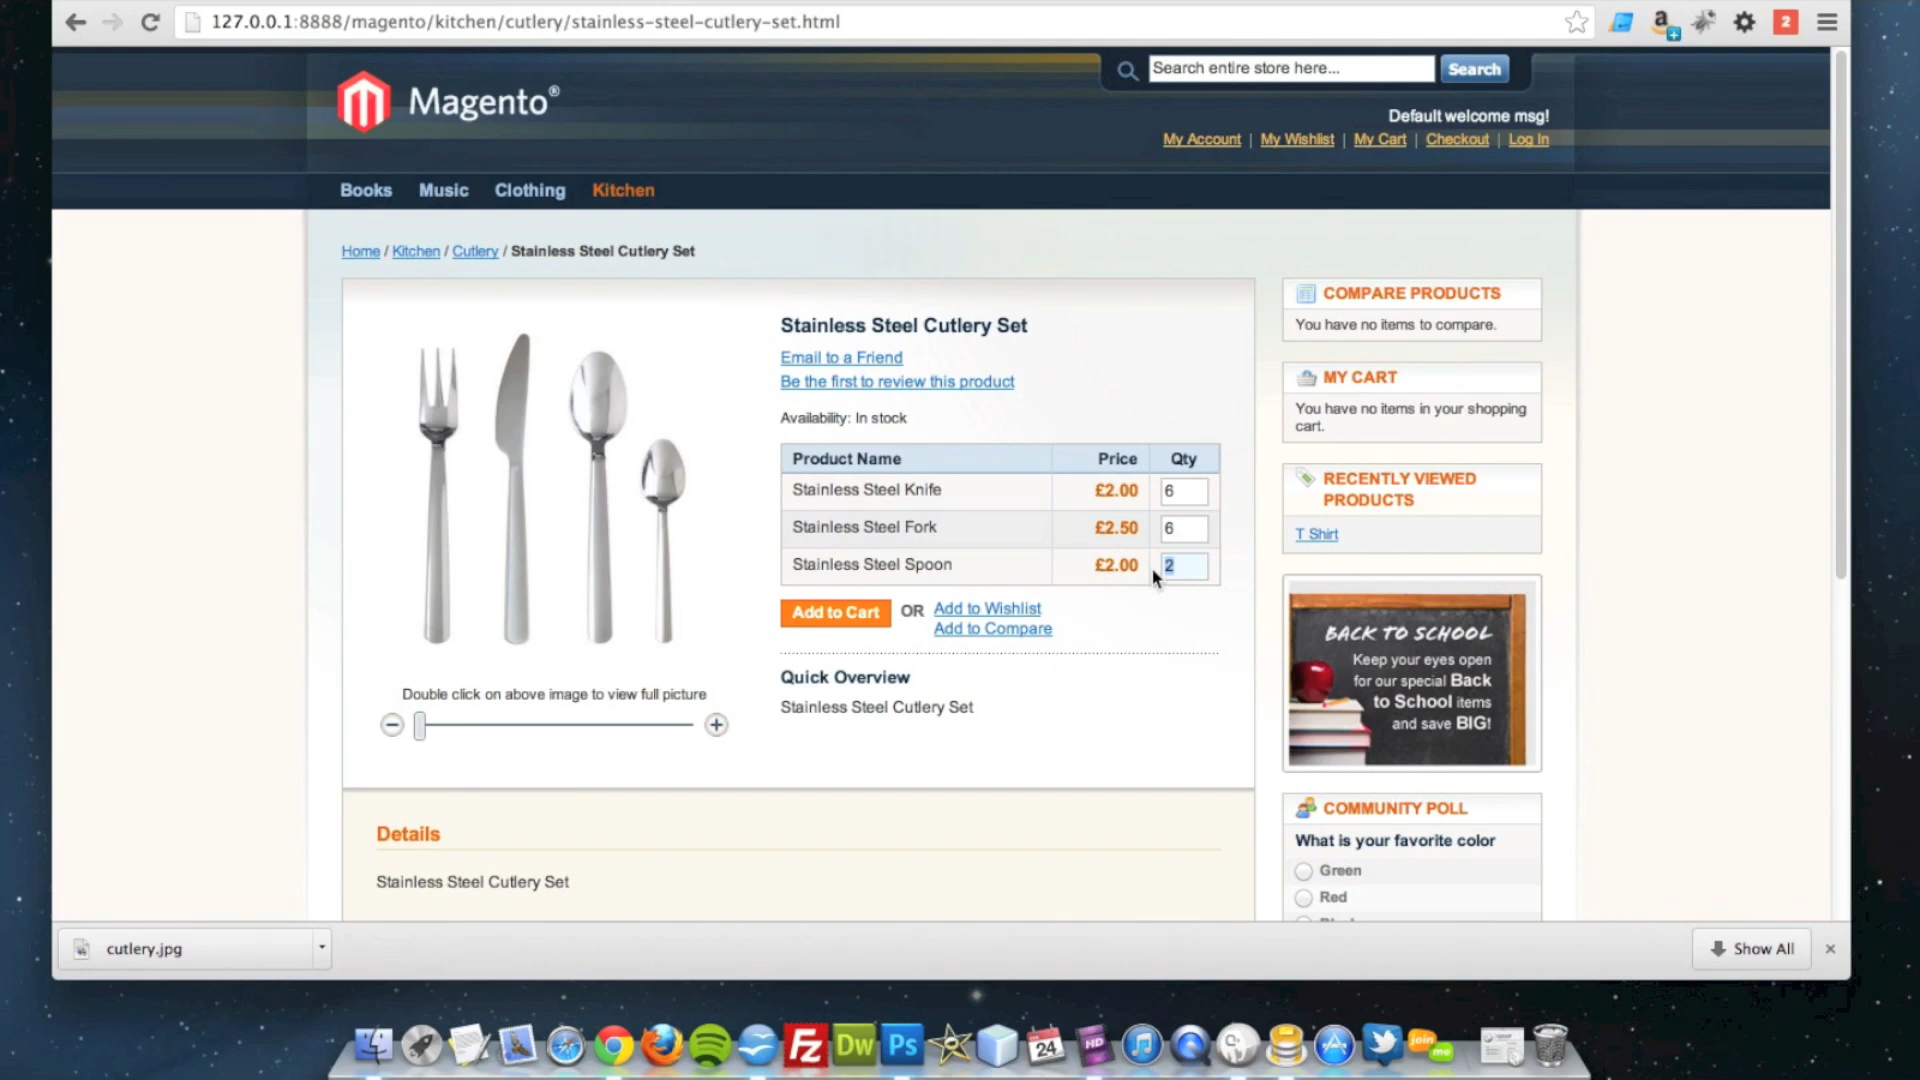 127.0.0.1:8888/magento/kitchen/cutlery/stainless-steel-cutlery-set.html
2
Magento®
Search entire store here...
Search
Default welcome msg!
My Account | My Wishlist | My Cart | Checkout | Log In
Books Music Clothing Kitchen
Home / Kitchen / Cutlery / Stainless Steel Cutlery Set
Stainless Steel Cutlery Set
Email to a Friend
Be the first to review this product
Availability: In stock
Product Name Price Qty
Stainless Steel Knife £2.00 6
Stainless Steel Fork £2.50 6
Stainless Steel Spoon £2.00 2
Add to Cart OR Add to Wishlist
Add to Compare
Quick Overview
Stainless Steel Cutlery Set
Double click on above image to view full picture
Details
Stainless Steel Cutlery Set
COMPARE PRODUCTS
You have no items to compare.
MY CART
You have no items in your shopping
cart.
RECENTLY VIEWED
PRODUCTS
T Shirt
BACK TO SCHOOL
Keep your eyes open
for our special Back
to School items
and save BIG!
COMMUNITY POLL
What is your favorite color
Green
Red
cutlery.jpg
Show All
Fz
Dw
Ps
24
HD
join
me